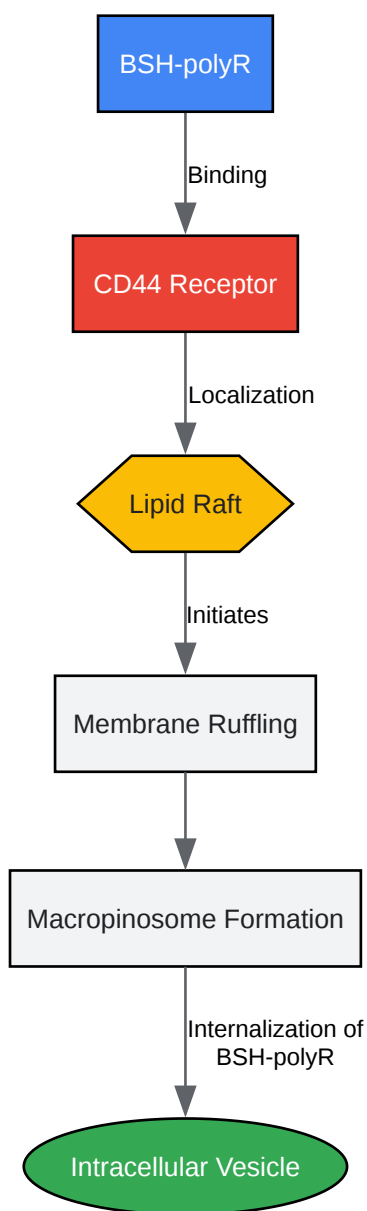 BSH-polyR
Binding
CD44 Receptor
Localization
Lipid Raft
Initiates
Membrane Ruffling
Macropinosome Formation
Internalization of
BSH-polyR
Intracellular Vesicle